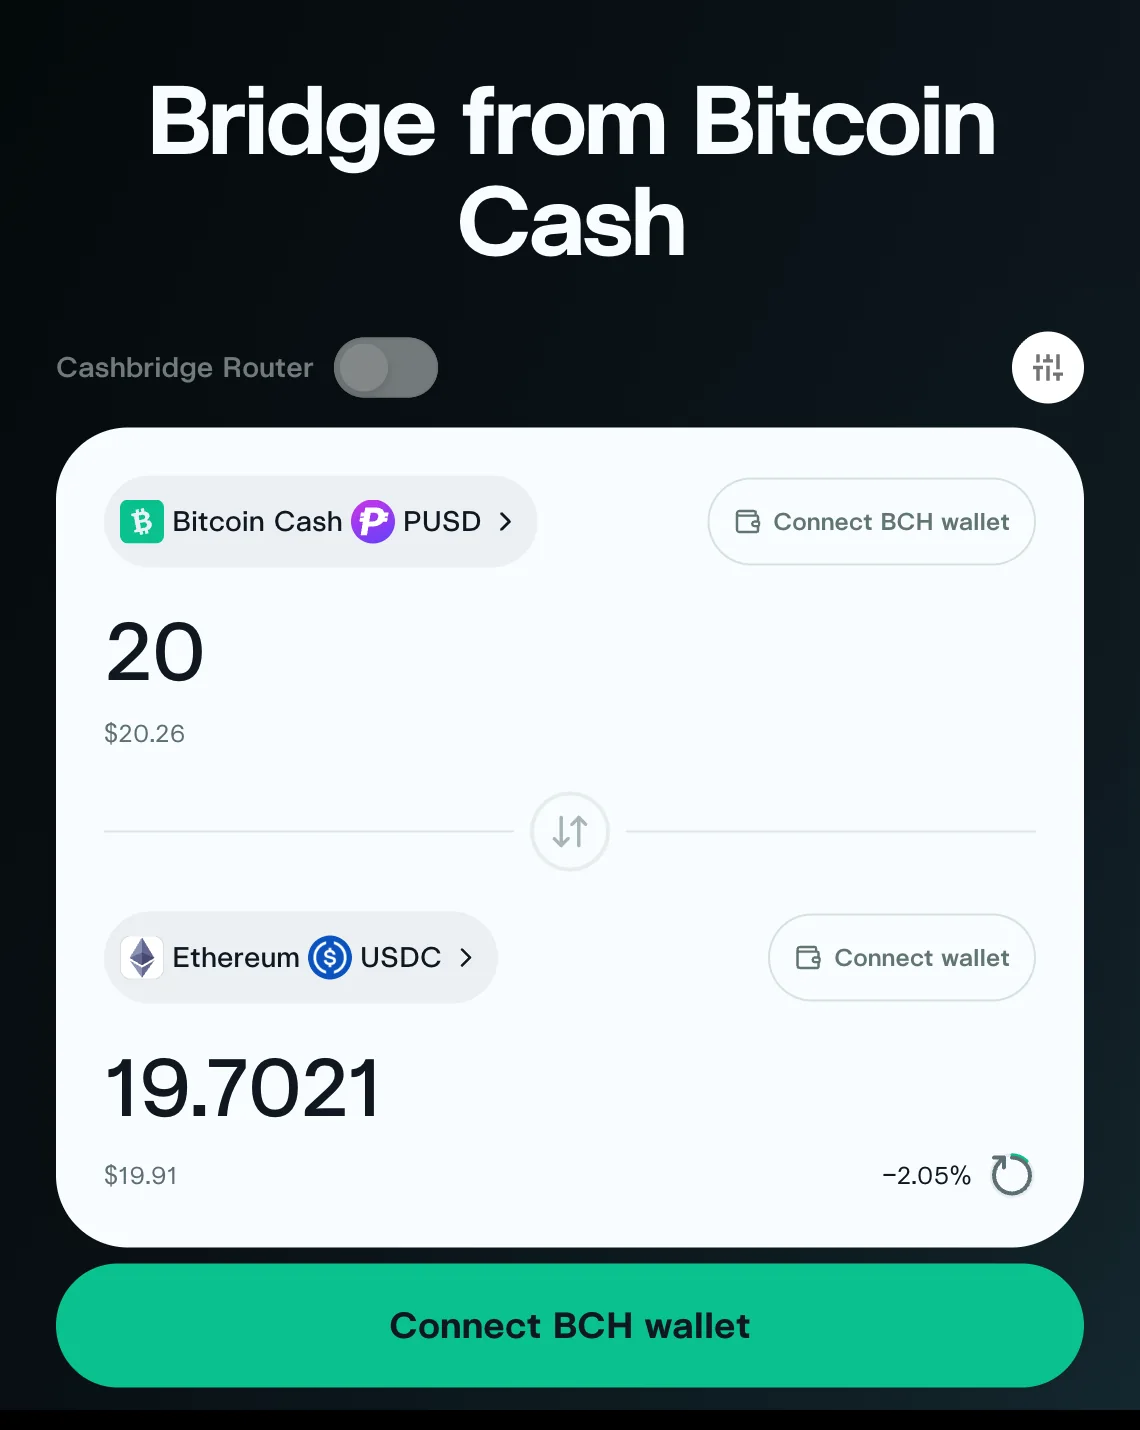 Bridge from Bitcoin
Cash
Cashbridge Router
Bitcoin Cash PUSD
Connect BCH wallet
20
$20.26
Ethereum USDC
Connect wallet
19.7021
$19.91
-2.05%
Connect BCH wallet